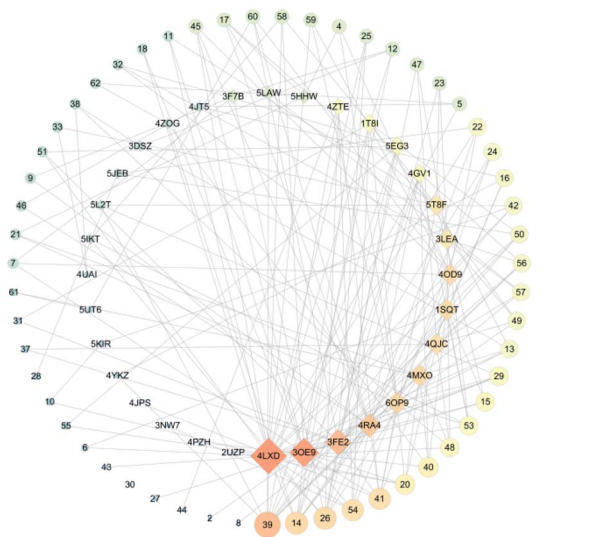 60 58 59
17 4
45 25
11 12
18 47
32 23
62 5
38 22
33 24
51 16
9 42
46 50
21 56
7 57
61 49
31 13
37 29
28 15
10 53
55 48
6 40
43 20
30 41
27 54
44 26
2 14
8 39
5LAW
3F7B 5HHW
4JT5 4ZTE
4ZOG 1T8I
3DSZ 5EG3
5JEB 4GV1
5L2T 5T8F
5IKT 3LEA
4UAI 4OD9
5UT6 1SQT
5KIR 4QJC
4YKZ 4MXO
4JPS 6OP9
3NW7 4RA4
4PZH 3FE2
2UZP 4LXD 3OE9